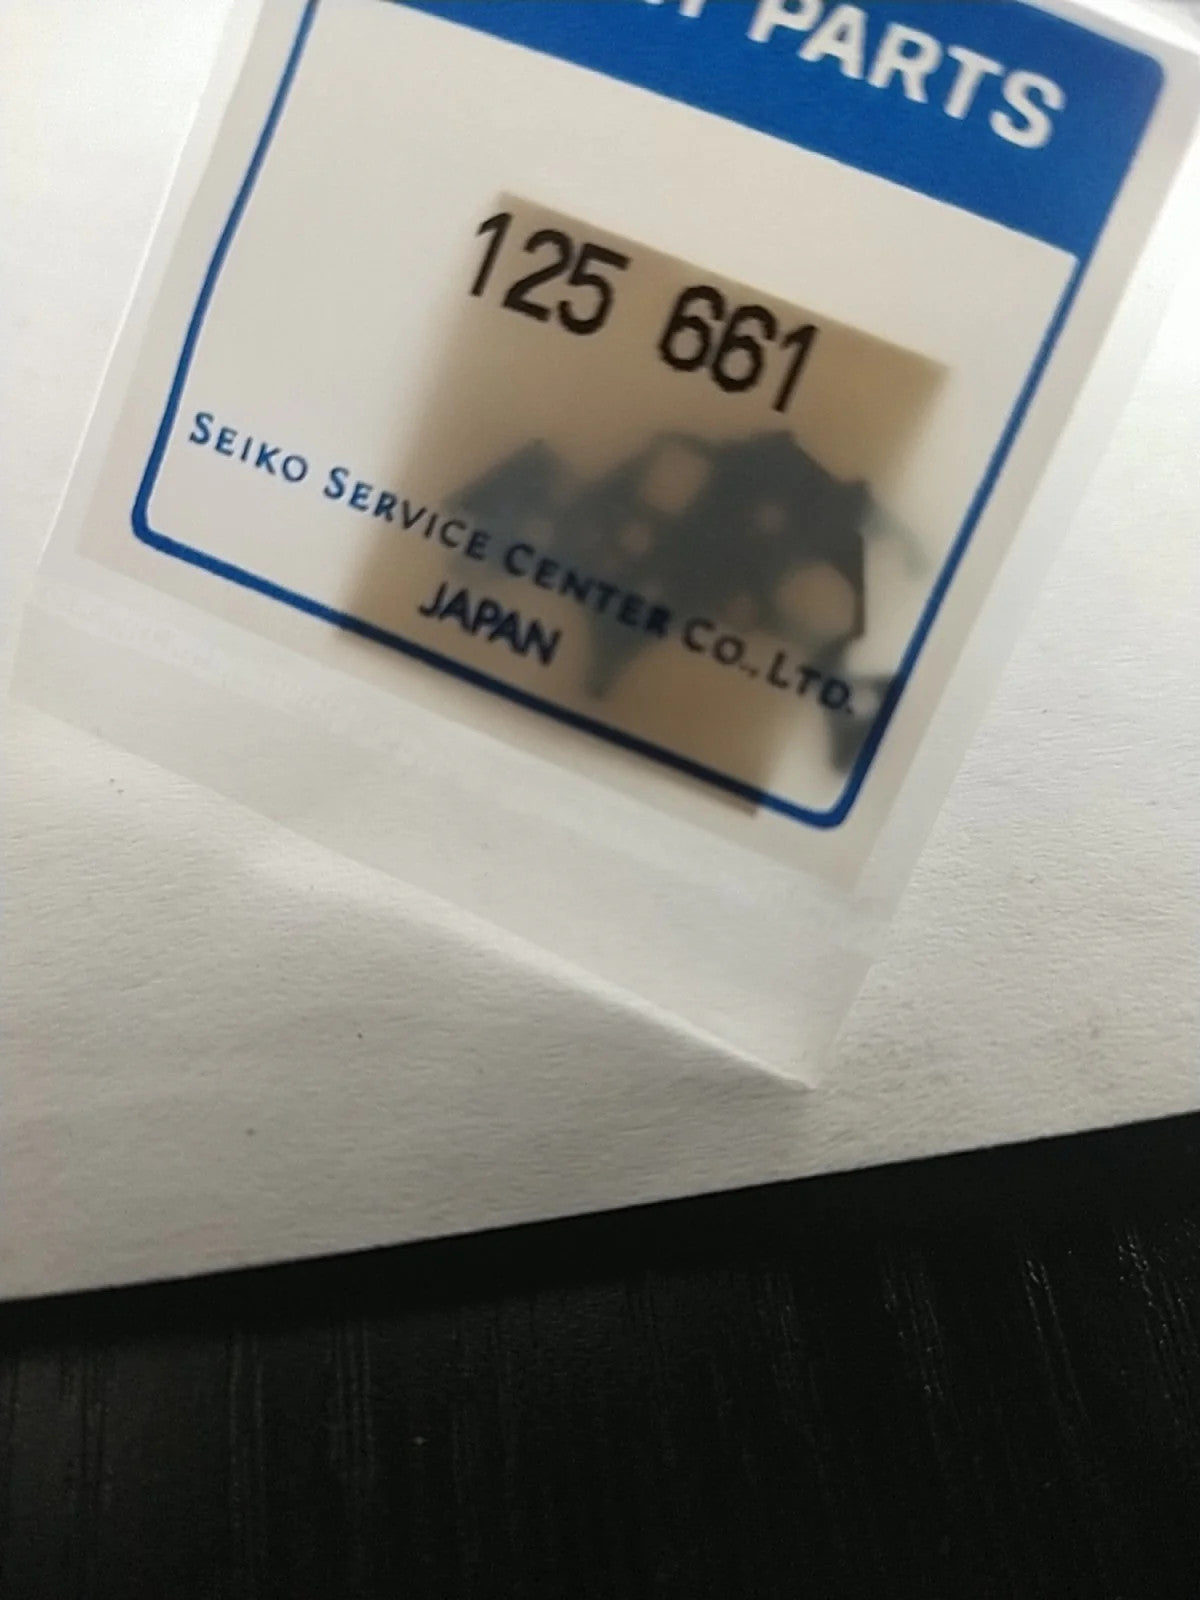 PARTS
125 661
SEIKO SERVICE CENTER CO., LTD.
JAPAN